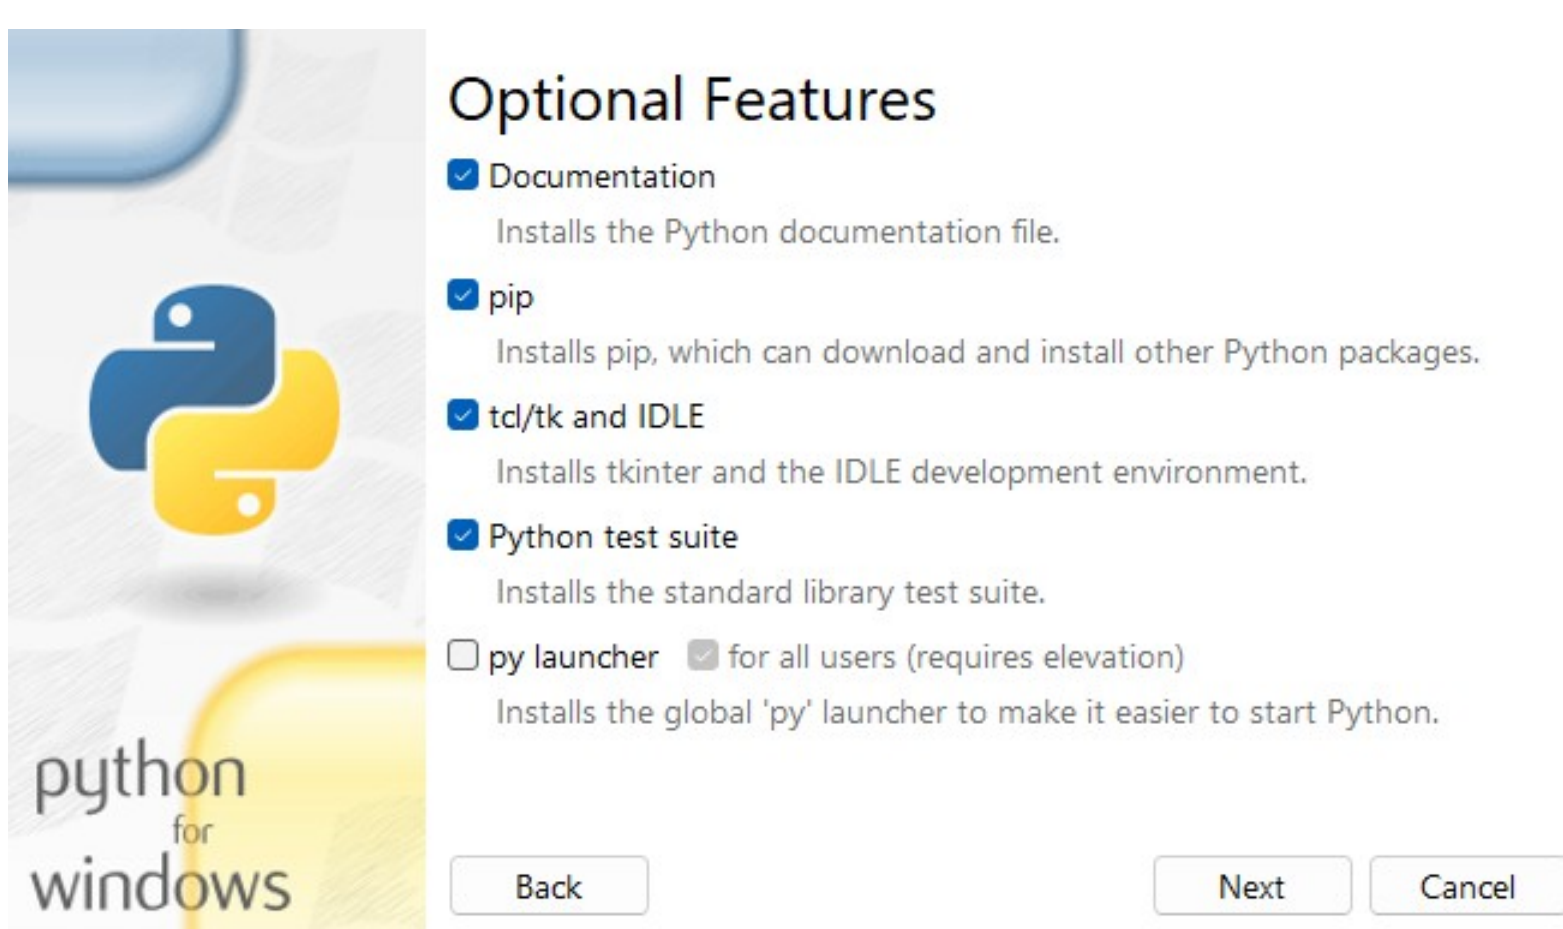 Optional Features
Documentation
Installs the Python documentation file.
pip
Installs pip, which can download and install other Python packages.
tcl/tk and IDLE
Installs tkinter and the IDLE development environment.
Python test suite
Installs the standard library test suite.
py launcher for all users (requires elevation)
Installs the global 'py' launcher to make it easier to start Python.
python
for
windows
Back Next Cancel